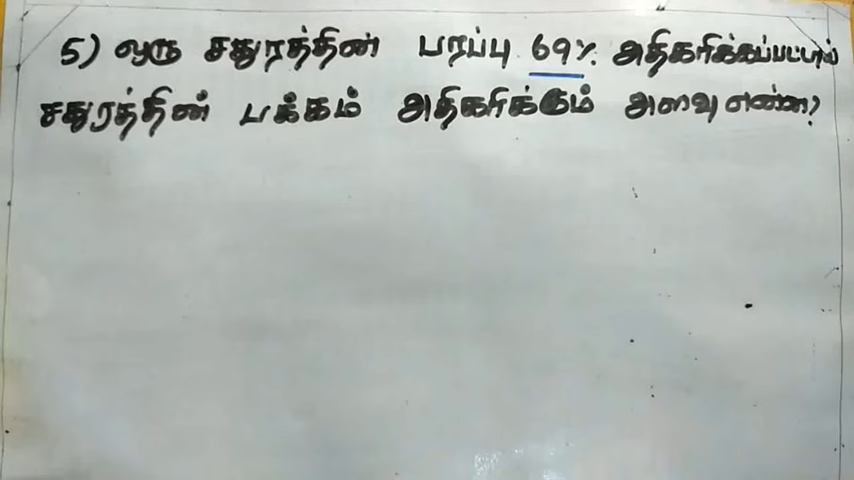 5) ஒரு சதுரத்தின் பரப்பு 69% அதிகரிக்கப்பட்டால்
சதுரத்தின் பக்கம் அதிகரிக்கும் அளவு என்ன?